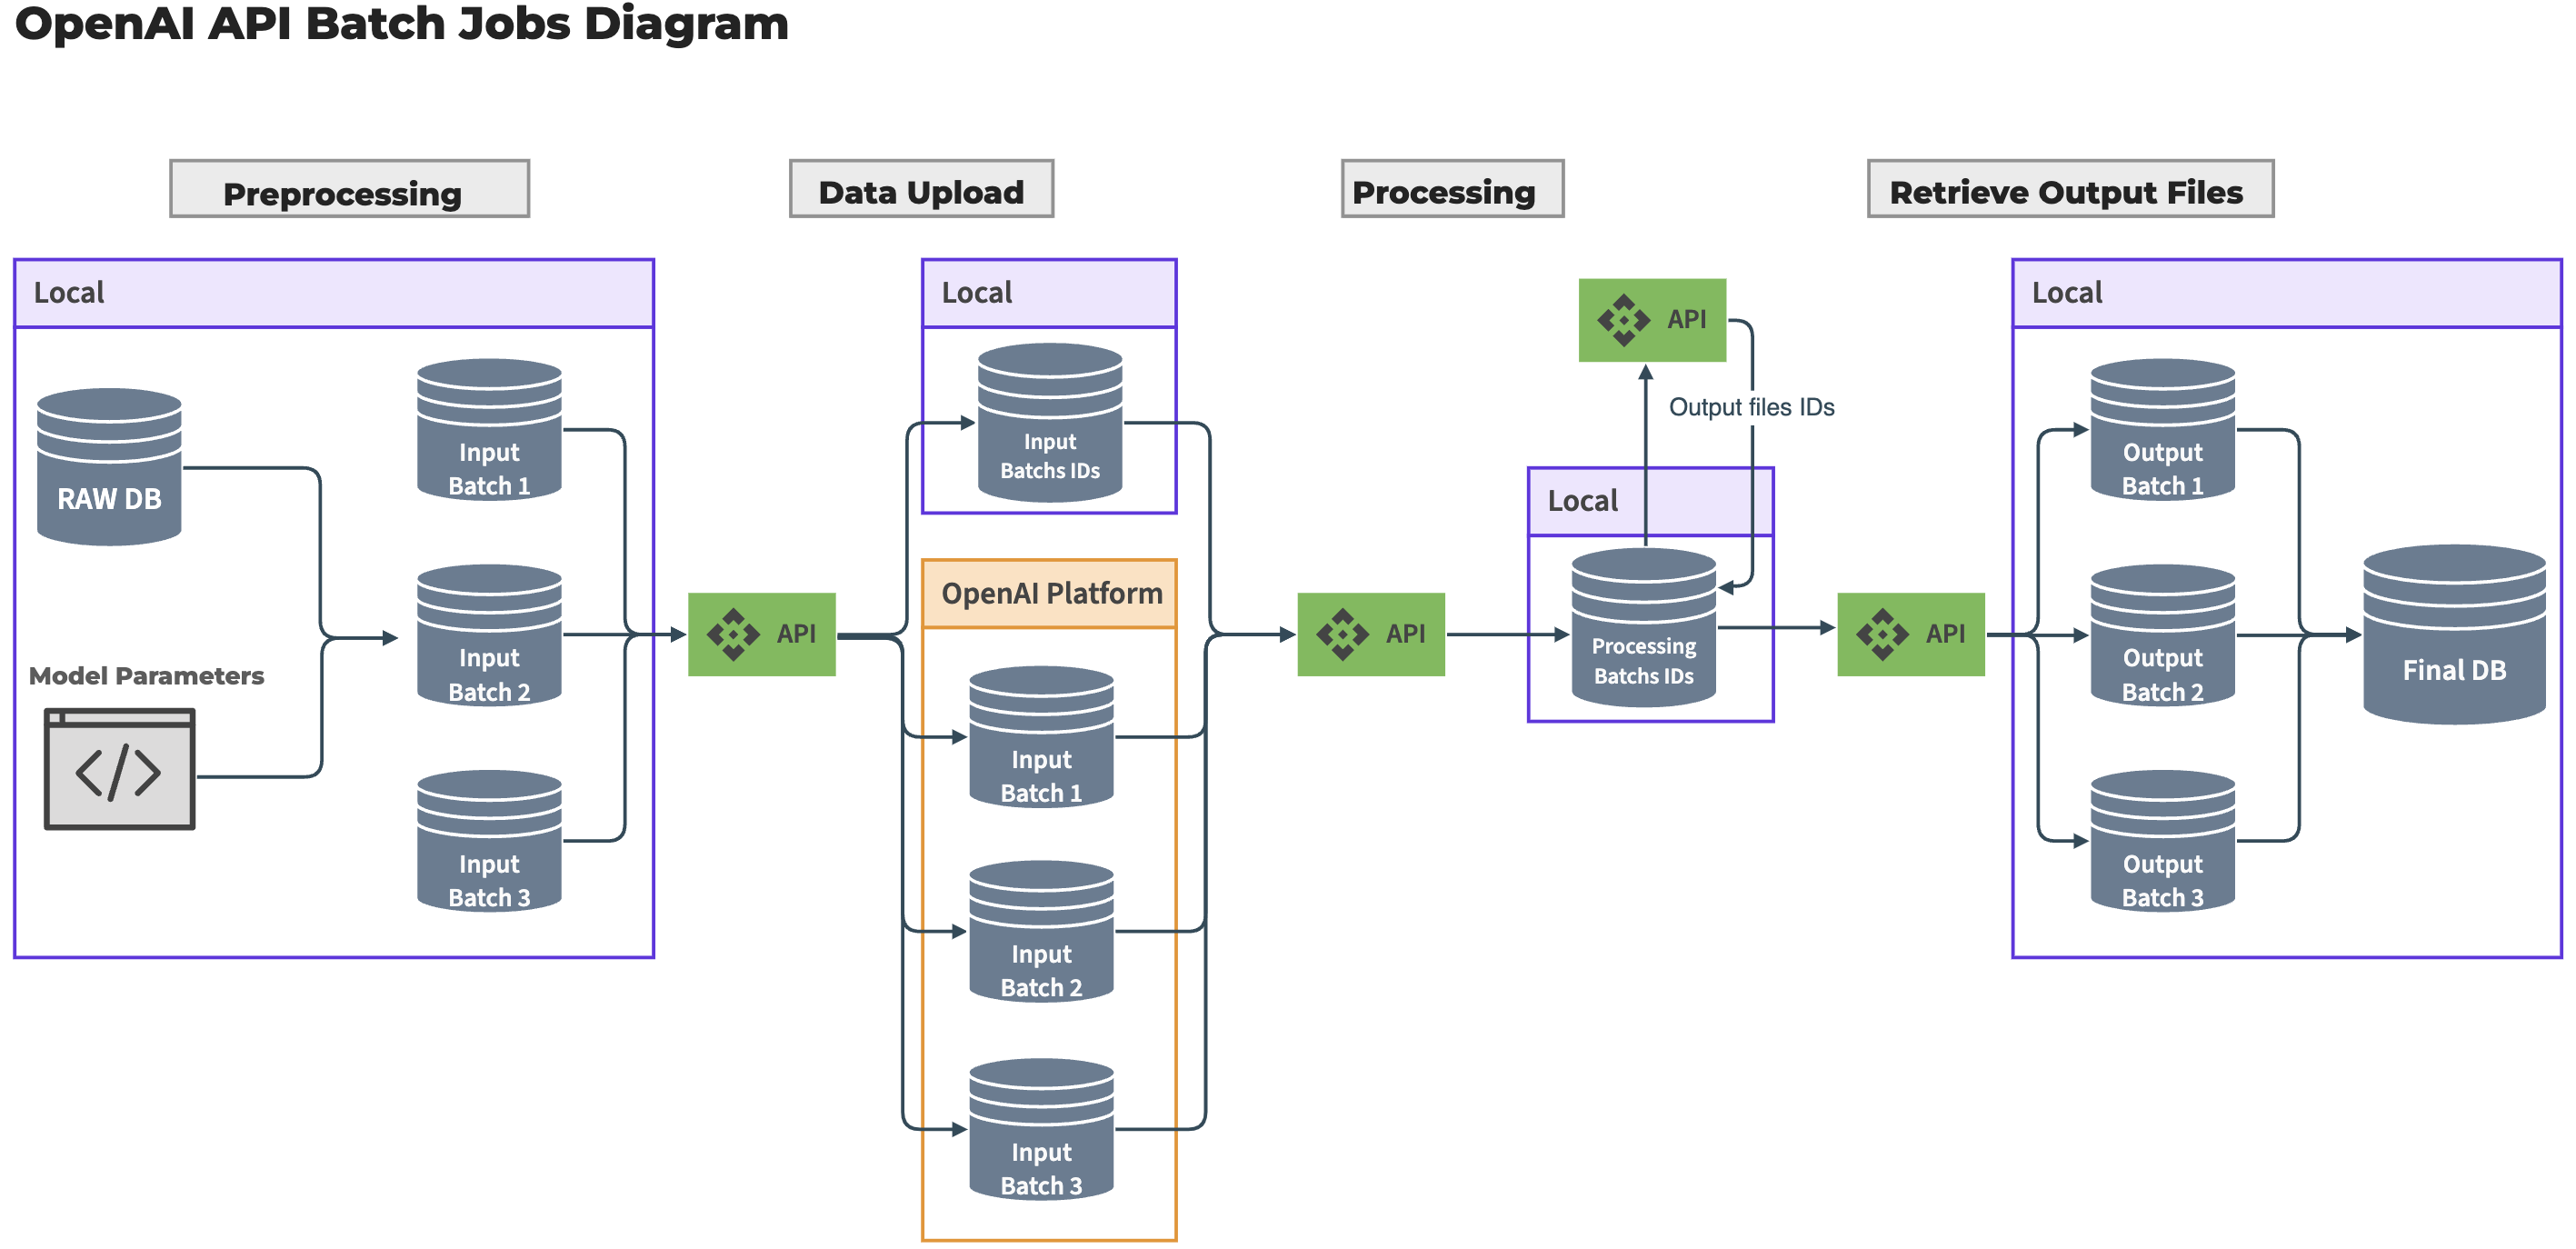 OpenAI API Batch Jobs Diagram
Preprocessing
Data Upload
Processing
Retrieve Output Files
Local
RAW DB
Model Parameters
Input
Batch 1
Input
Batch 2
Input
Batch 3
API
Local
Input
Batchs IDs
OpenAI Platform
Input
Batch 1
Input
Batch 2
Input
Batch 3
API
API
Output files IDs
Local
Processing
Batchs IDs
API
Local
Output
Batch 1
Output
Batch 2
Output
Batch 3
Final DB